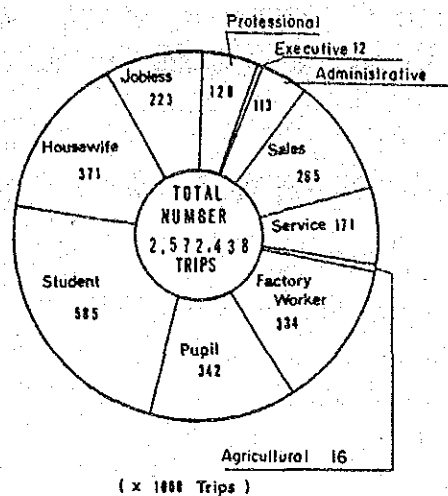 Professional
Executive 12
Administrative
Jobless
223
120
113
Housewife
371
Sales
265
TOTAL
NUMBER
2,572,438
TRIPS
Service 171
Student
585
Factory
Worker
334
Pupil
342
Agricultural 16
( x 1000 Trips )